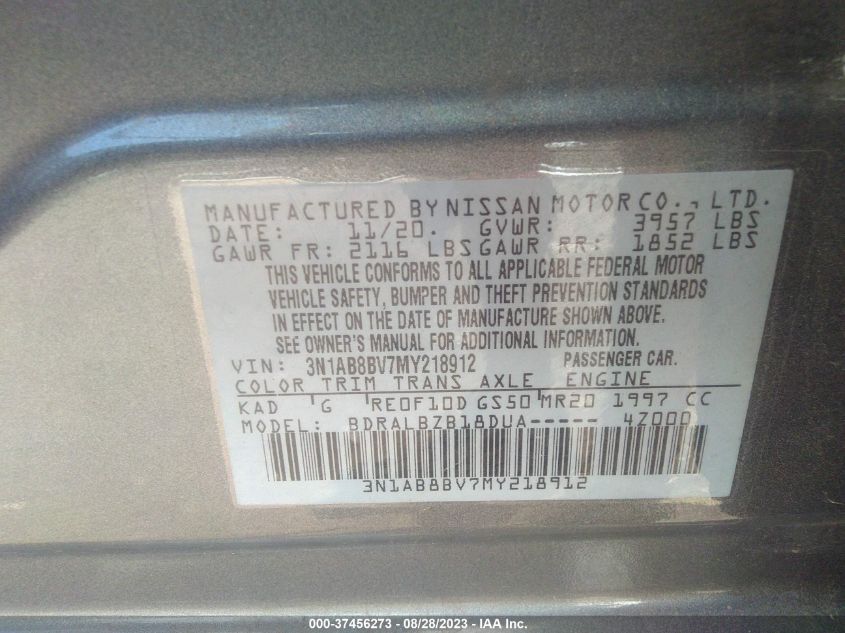 MANUFACTURED BY NISSAN MOTOR CO., LTD.
DATE: 11/20. GVWR: 3957 LBS
GAWR FR: 2116 LBS GAWR RR: 1852 LBS
THIS VEHICLE CONFORMS TO ALL APPLICABLE FEDERAL MOTOR
VEHICLE SAFETY, BUMPER AND THEFT PREVENTION STANDARDS
IN EFFECT ON THE DATE OF MANUFACTURE SHOWN ABOVE.
SEE OWNER'S MANUAL FOR ADDITIONAL INFORMATION.
VIN: 3N1AB8BV7MY218912 PASSENGER CAR.
COLOR TRIM TRANS AXLE ENGINE
KAD G RE0F10D GS50 MR20 1997 CC
MODEL: BDRALBZB18DUA----- 4Z000
3N1AB8BV7MY218912
000-37456273 - 08/28/2023 - IAA Inc.